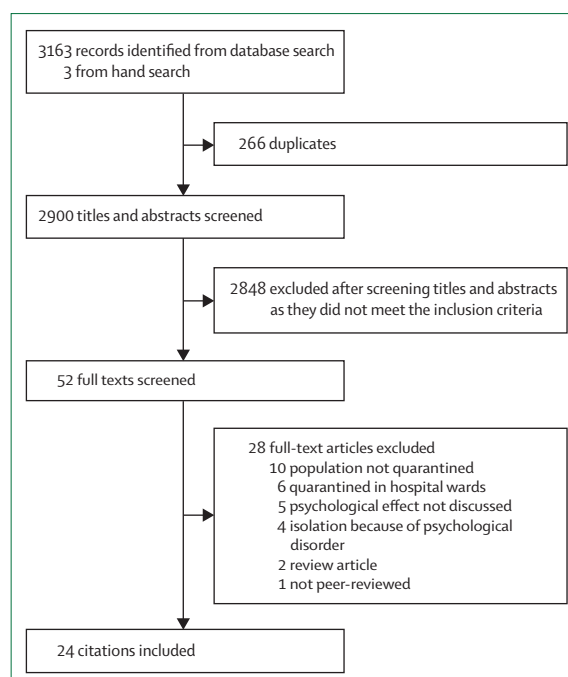 3163 records identified from database search
3 from hand search
266 duplicates
2900 titles and abstracts screened
2848 excluded after screening titles and abstracts
as they did not meet the inclusion criteria
52 full texts screened
28 full-text articles excluded
10 population not quarantined
6 quarantined in hospital wards
5 psychological effect not discussed
4 isolation because of psychological
disorder
2 review article
1 not peer-reviewed
24 citations included